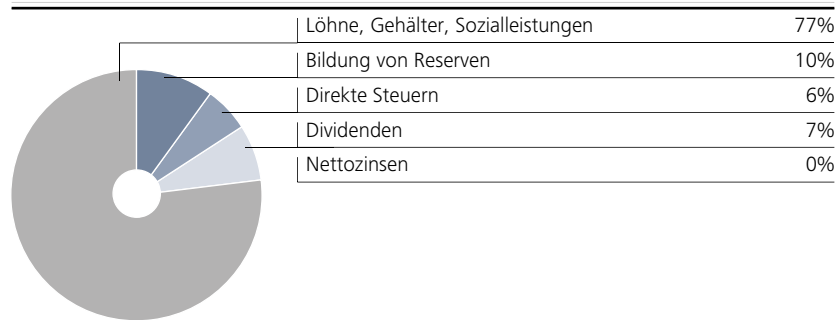 Löhne, Gehälter, Sozialleistungen 77%
Bildung von Reserven 10%
Direkte Steuern 6%
Dividenden 7%
Nettozinsen 0%